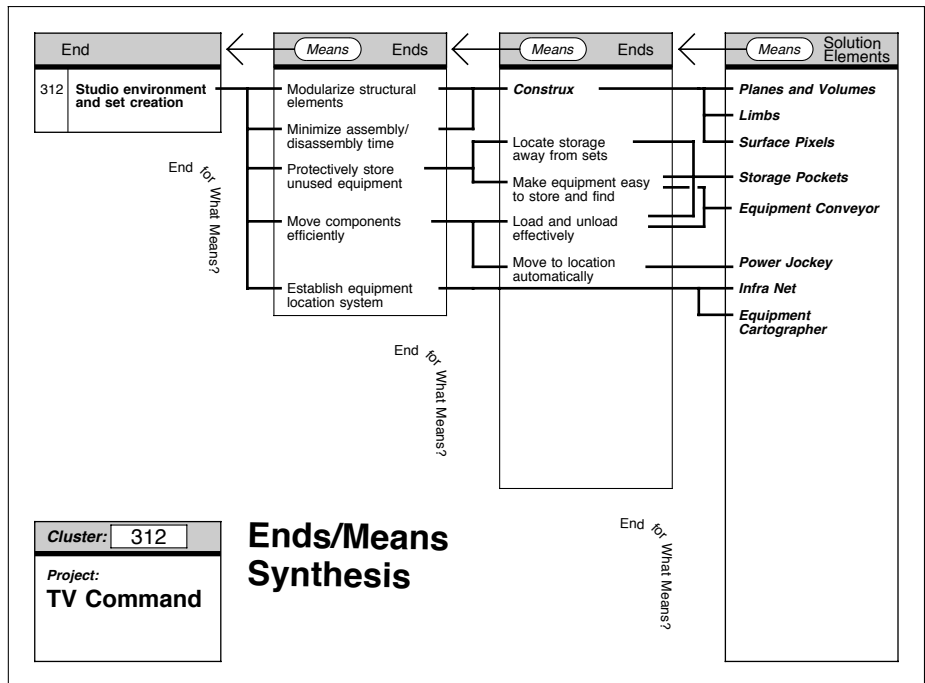 End
Means Ends
Means Ends
Means Solution
Elements
312 Studio environment
and set creation
Modularize structural
elements
Minimize assembly/
disassembly time
Protectively store
unused equipment
Move components
efficiently
Establish equipment
location system
Construx
Locate storage
away from sets
Make equipment easy
to store and find
Load and unload
effectively
Move to location
automatically
Planes and Volumes
Limbs
Surface Pixels
Storage Pockets
Equipment Conveyor
Power Jockey
Infra Net
Equipment
Cartographer
End for What Means?
End for What Means?
End for What Means?
Cluster: 312
Project:
TV Command
Ends/Means
Synthesis